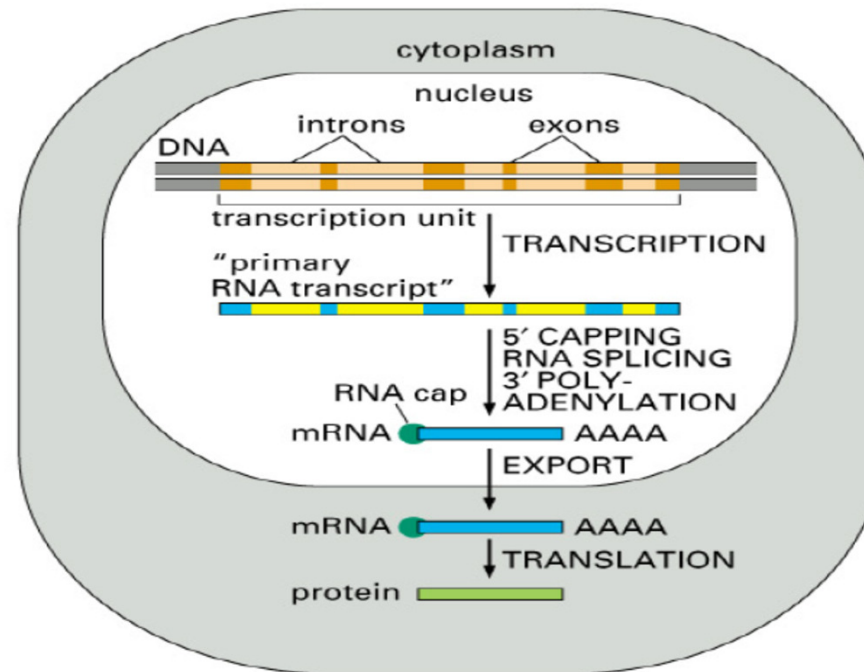 cytoplasm
nucleus
introns
exons
DNA
transcription unit
TRANSCRIPTION
“primary
RNA transcript”
5′ CAPPING
RNA SPLICING
3′ POLY-
ADENYLATION
RNA cap
mRNA
AAAA
EXPORT
mRNA
AAAA
TRANSLATION
protein